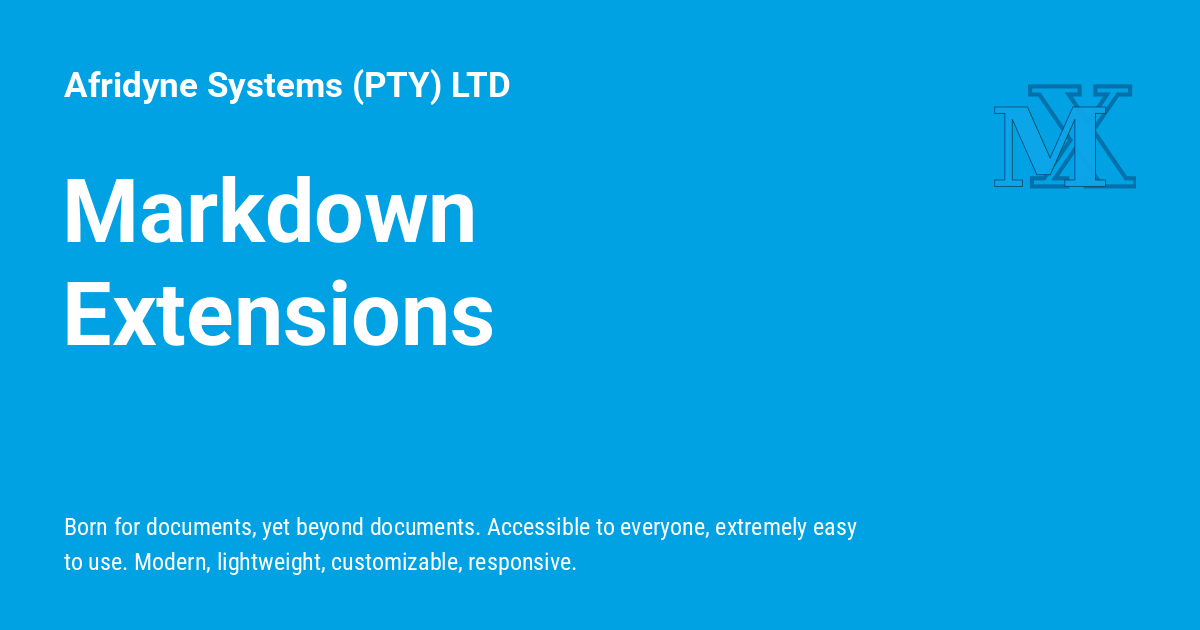 Afridyne Systems (PTY) LTD
MX
Markdown
Extensions
Born for documents, yet beyond documents. Accessible to everyone, extremely easy
to use. Modern, lightweight, customizable, responsive.